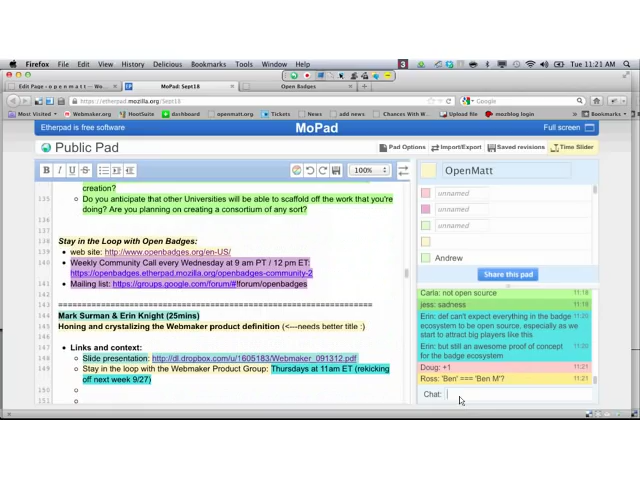 Firefox File Edit View History Delicious Bookmarks Tools Window Help
3
Tue 11:21 AM
MoPad: Sept18
Edit Page ‹ o p e n m a t t — Wo...
MoPad: Sept18
Open Badges
https://etherpad.mozilla.org/Sept18
Google
Most Visited
Webmaker.org
HootSuite
dashboard
openmatt.org
Tickets
News
add news
Chances With W...
Upload pic
mozblog login
Bookmarks
Etherpad is free software
MoPad
Full screen
Public Pad
Pad Options
Import/Export
Saved revisions
Time Slider
B I U S
100%
OpenMatt
unnamed
unnamed
unnamed
Andrew
Share this pad
creation?
135
Do you anticipate that other Universities will be able to scaffold off the work that you're
doing? Are you planning on creating a consortium of any sort?
136
137
138
Stay in the Loop with Open Badges:
139
web site: http://www.openbadges.org/en-US/
140
Weekly Community Call every Wednesday at 9 am PT / 12 pm ET:
https://openbadges.etherpad.mozilla.org/openbadges-community-2
141
Mailing list: https://groups.google.com/forum/#!forum/openbadges
142
143
144
Mark Surman & Erin Knight (25mins)
145
Honing and crystalizing the Webmaker product definition (<---needs better title :)
146
147
Links and context:
148
Slide presentation: http://dl.dropbox.com/u/1605183/Webmaker_091312.pdf
149
Stay in the loop with the Webmaker Product Group: Thursdays at 11am ET (rekicking
off next week 9/27)
150
151
Carla: not open source 11:18
jess: sadness 11:18
Erin: def can't expect everything in the badge 11:20
ecosystem to be open source, especially as we
start to attract big players like this
Erin: but still an awesome proof of concept 11:20
for the badge ecosystem
Doug: +1 11:21
Ross: 'Ben' === 'Ben M'? 11:21
Chat: